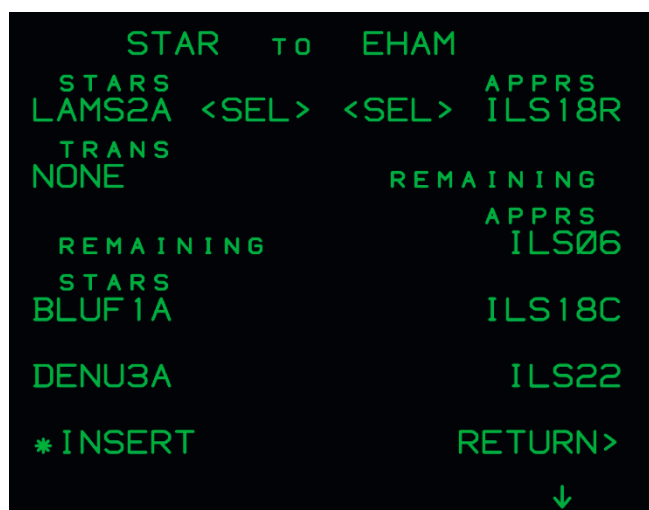 STAR TO EHAM
STARS APPRS
LAMS2A <SEL> <SEL> ILS18R
TRANS
NONE REMAINING
APPRS
REMAINING ILSØ6
STARS
BLUF1A ILS18C
DENU3A ILS22
*INSERT RETURN>
↓